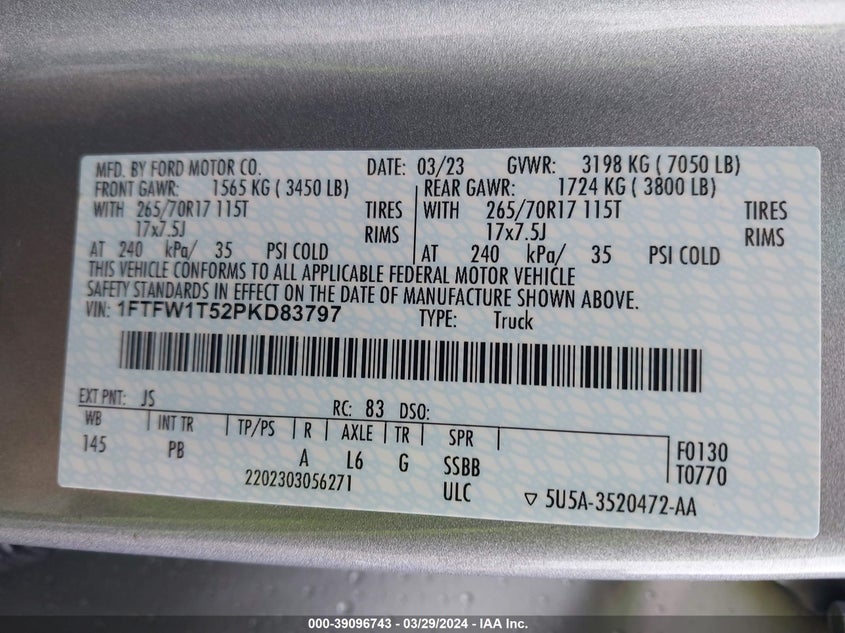 MFD. BY FORD MOTOR CO. DATE: 03/23 GVWR: 3198 KG ( 7050 LB)
FRONT GAWR: 1565 KG ( 3450 LB) REAR GAWR: 1724 KG ( 3800 LB)
WITH 265/70R17 115T TIRES WITH 265/70R17 115T TIRES
17x7.5J RIMS 17x7.5J RIMS
AT 240 kPa/ 35 PSI COLD AT 240 kPa/ 35 PSI COLD
THIS VEHICLE CONFORMS TO ALL APPLICABLE FEDERAL MOTOR VEHICLE
SAFETY STANDARDS IN EFFECT ON THE DATE OF MANUFACTURE SHOWN ABOVE.
VIN: 1FTFW1T52PKD83797 TYPE: Truck
EXT PNT: JS RC: 83 DSO:
WB INT TR TP/PS R AXLE TR SPR F0130
145 PB A L6 G SSBB T0770
2202303056271 ULC ▽ 5U5A-3520472-AA
000-39096743 - 03/29/2024 - IAA Inc.